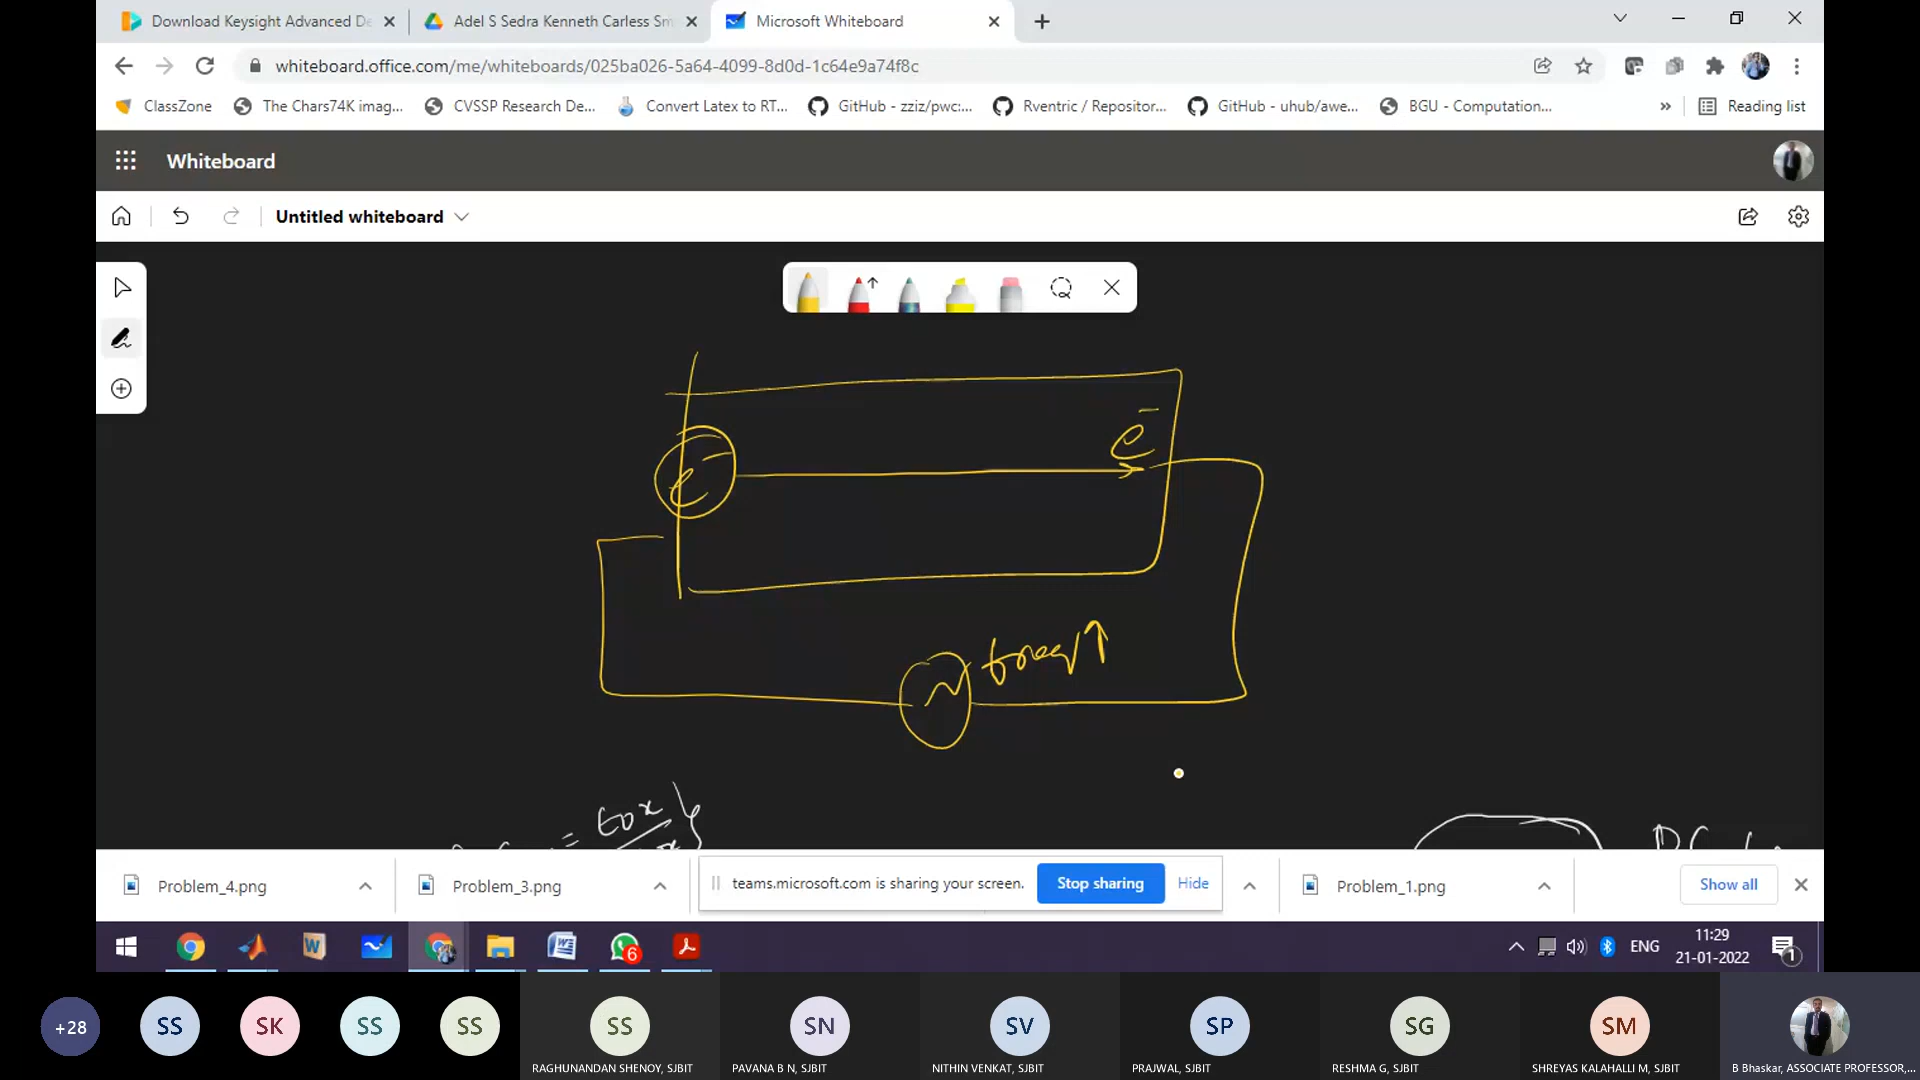 Download Keysight Advanced De
Adel S Sedra Kenneth Carless Sm
Microsoft Whiteboard
whiteboard.office.com/me/whiteboards/025ba026-5a64-4099-8d0d-1c64e9a74f8c
ClassZone
The Chars74K imag...
CVSSP Research De...
Convert Latex to RT...
GitHub - zziz/pwc:...
Rventric / Repositor...
GitHub - uhub/awe...
BGU - Computation...
»
Reading list
Whiteboard
Untitled whiteboard
e⁻
e⁻
freq ↑
DC
Problem_4.png
Problem_3.png
teams.microsoft.com is sharing your screen.
Stop sharing
Hide
Problem_1.png
Show all
6
ENG
11:29
21-01-2022
1
+28
SS
SK
SS
SS
SS
SN
SV
SP
SG
SM
RAGHUNANDAN SHENOY, SJBIT
PAVANA B N, SJBIT
NITHIN VENKAT, SJBIT
PRAJWAL, SJBIT
RESHMA G, SJBIT
SHREYAS KALAHALLI M, SJBIT
B Bhaskar, ASSOCIATE PROFESSOR,...